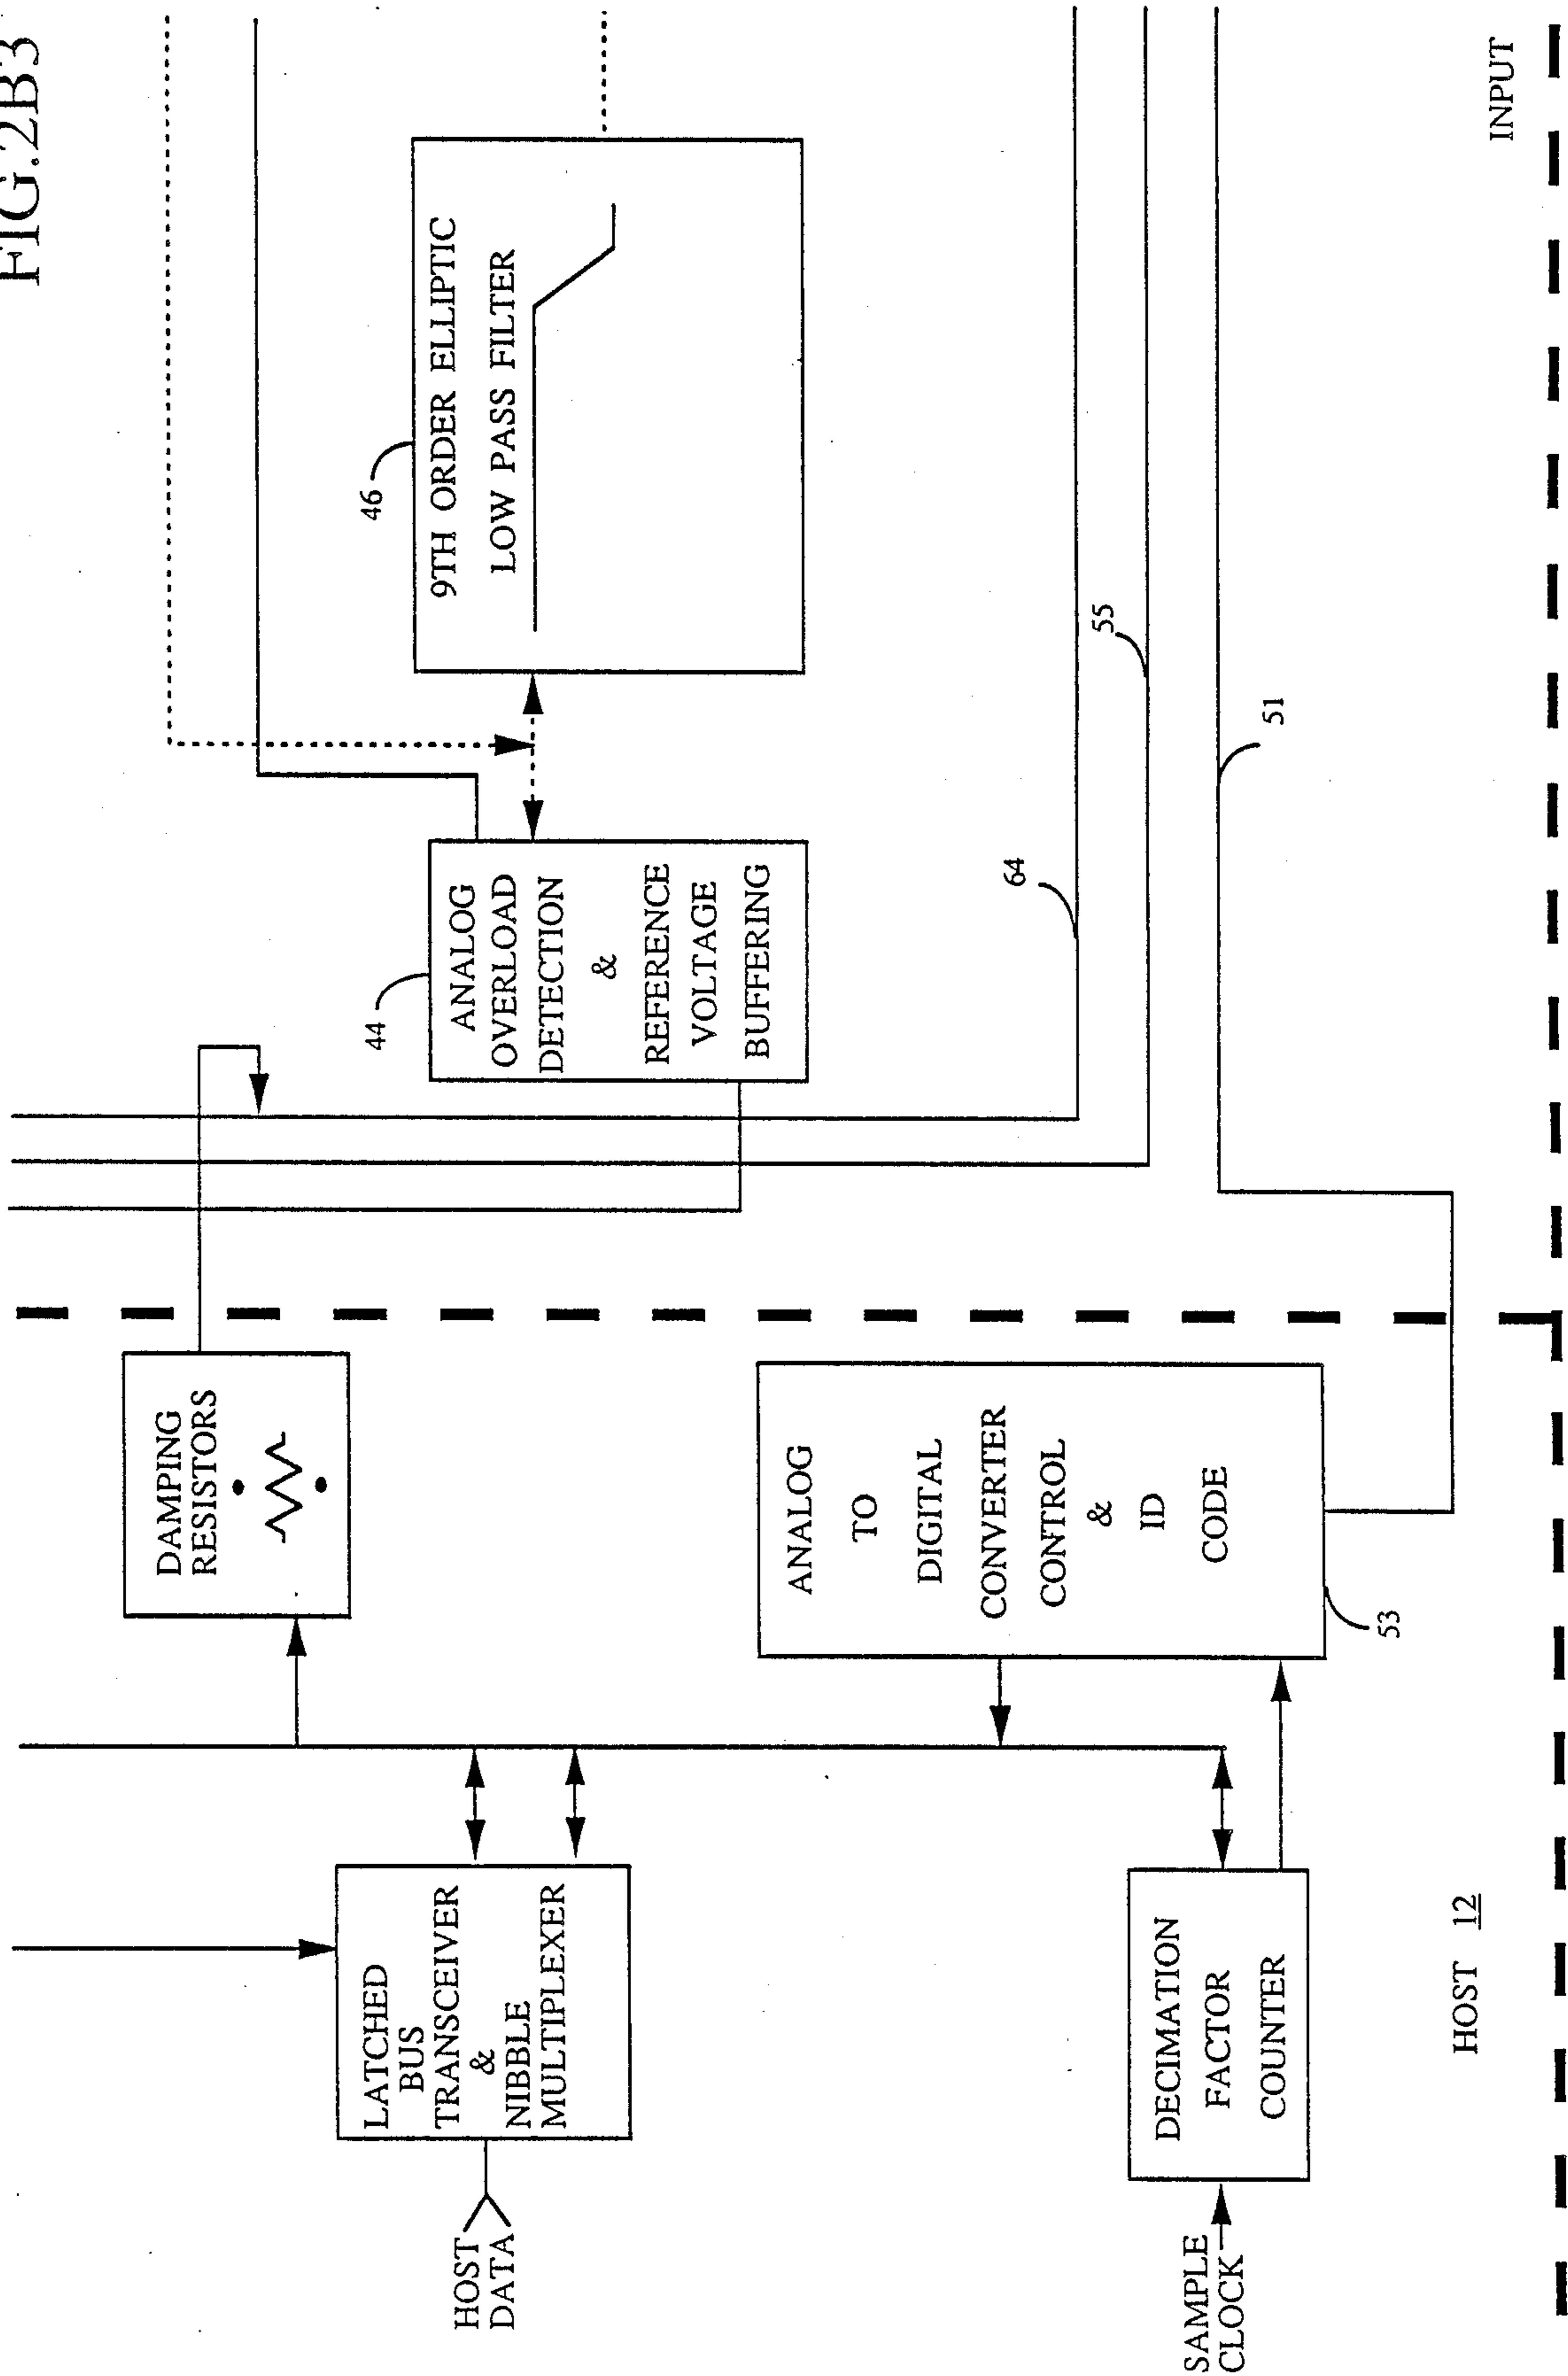 FIG.2B3
HOST
DATA
LATCHED
BUS
TRANSCEIVER
&
NIBBLE
MULTIPLEXER
DAMPING
RESISTORS
44
ANALOG
OVERLOAD
DETECTION
&
REFERENCE
VOLTAGE
BUFFERING
46
9TH ORDER ELLIPTIC
LOW PASS FILTER
SAMPLE
CLOCK
DECIMATION
FACTOR
COUNTER
ANALOG
TO
DIGITAL
CONVERTER
CONTROL
&
ID
CODE
53
64
55
51
HOST 12
INPUT